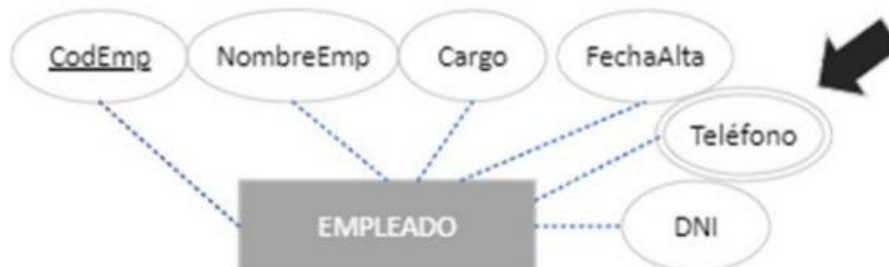 CodEmp
NombreEmp
Cargo
FechaAlta
Teléfono
EMPLEADO
DNI